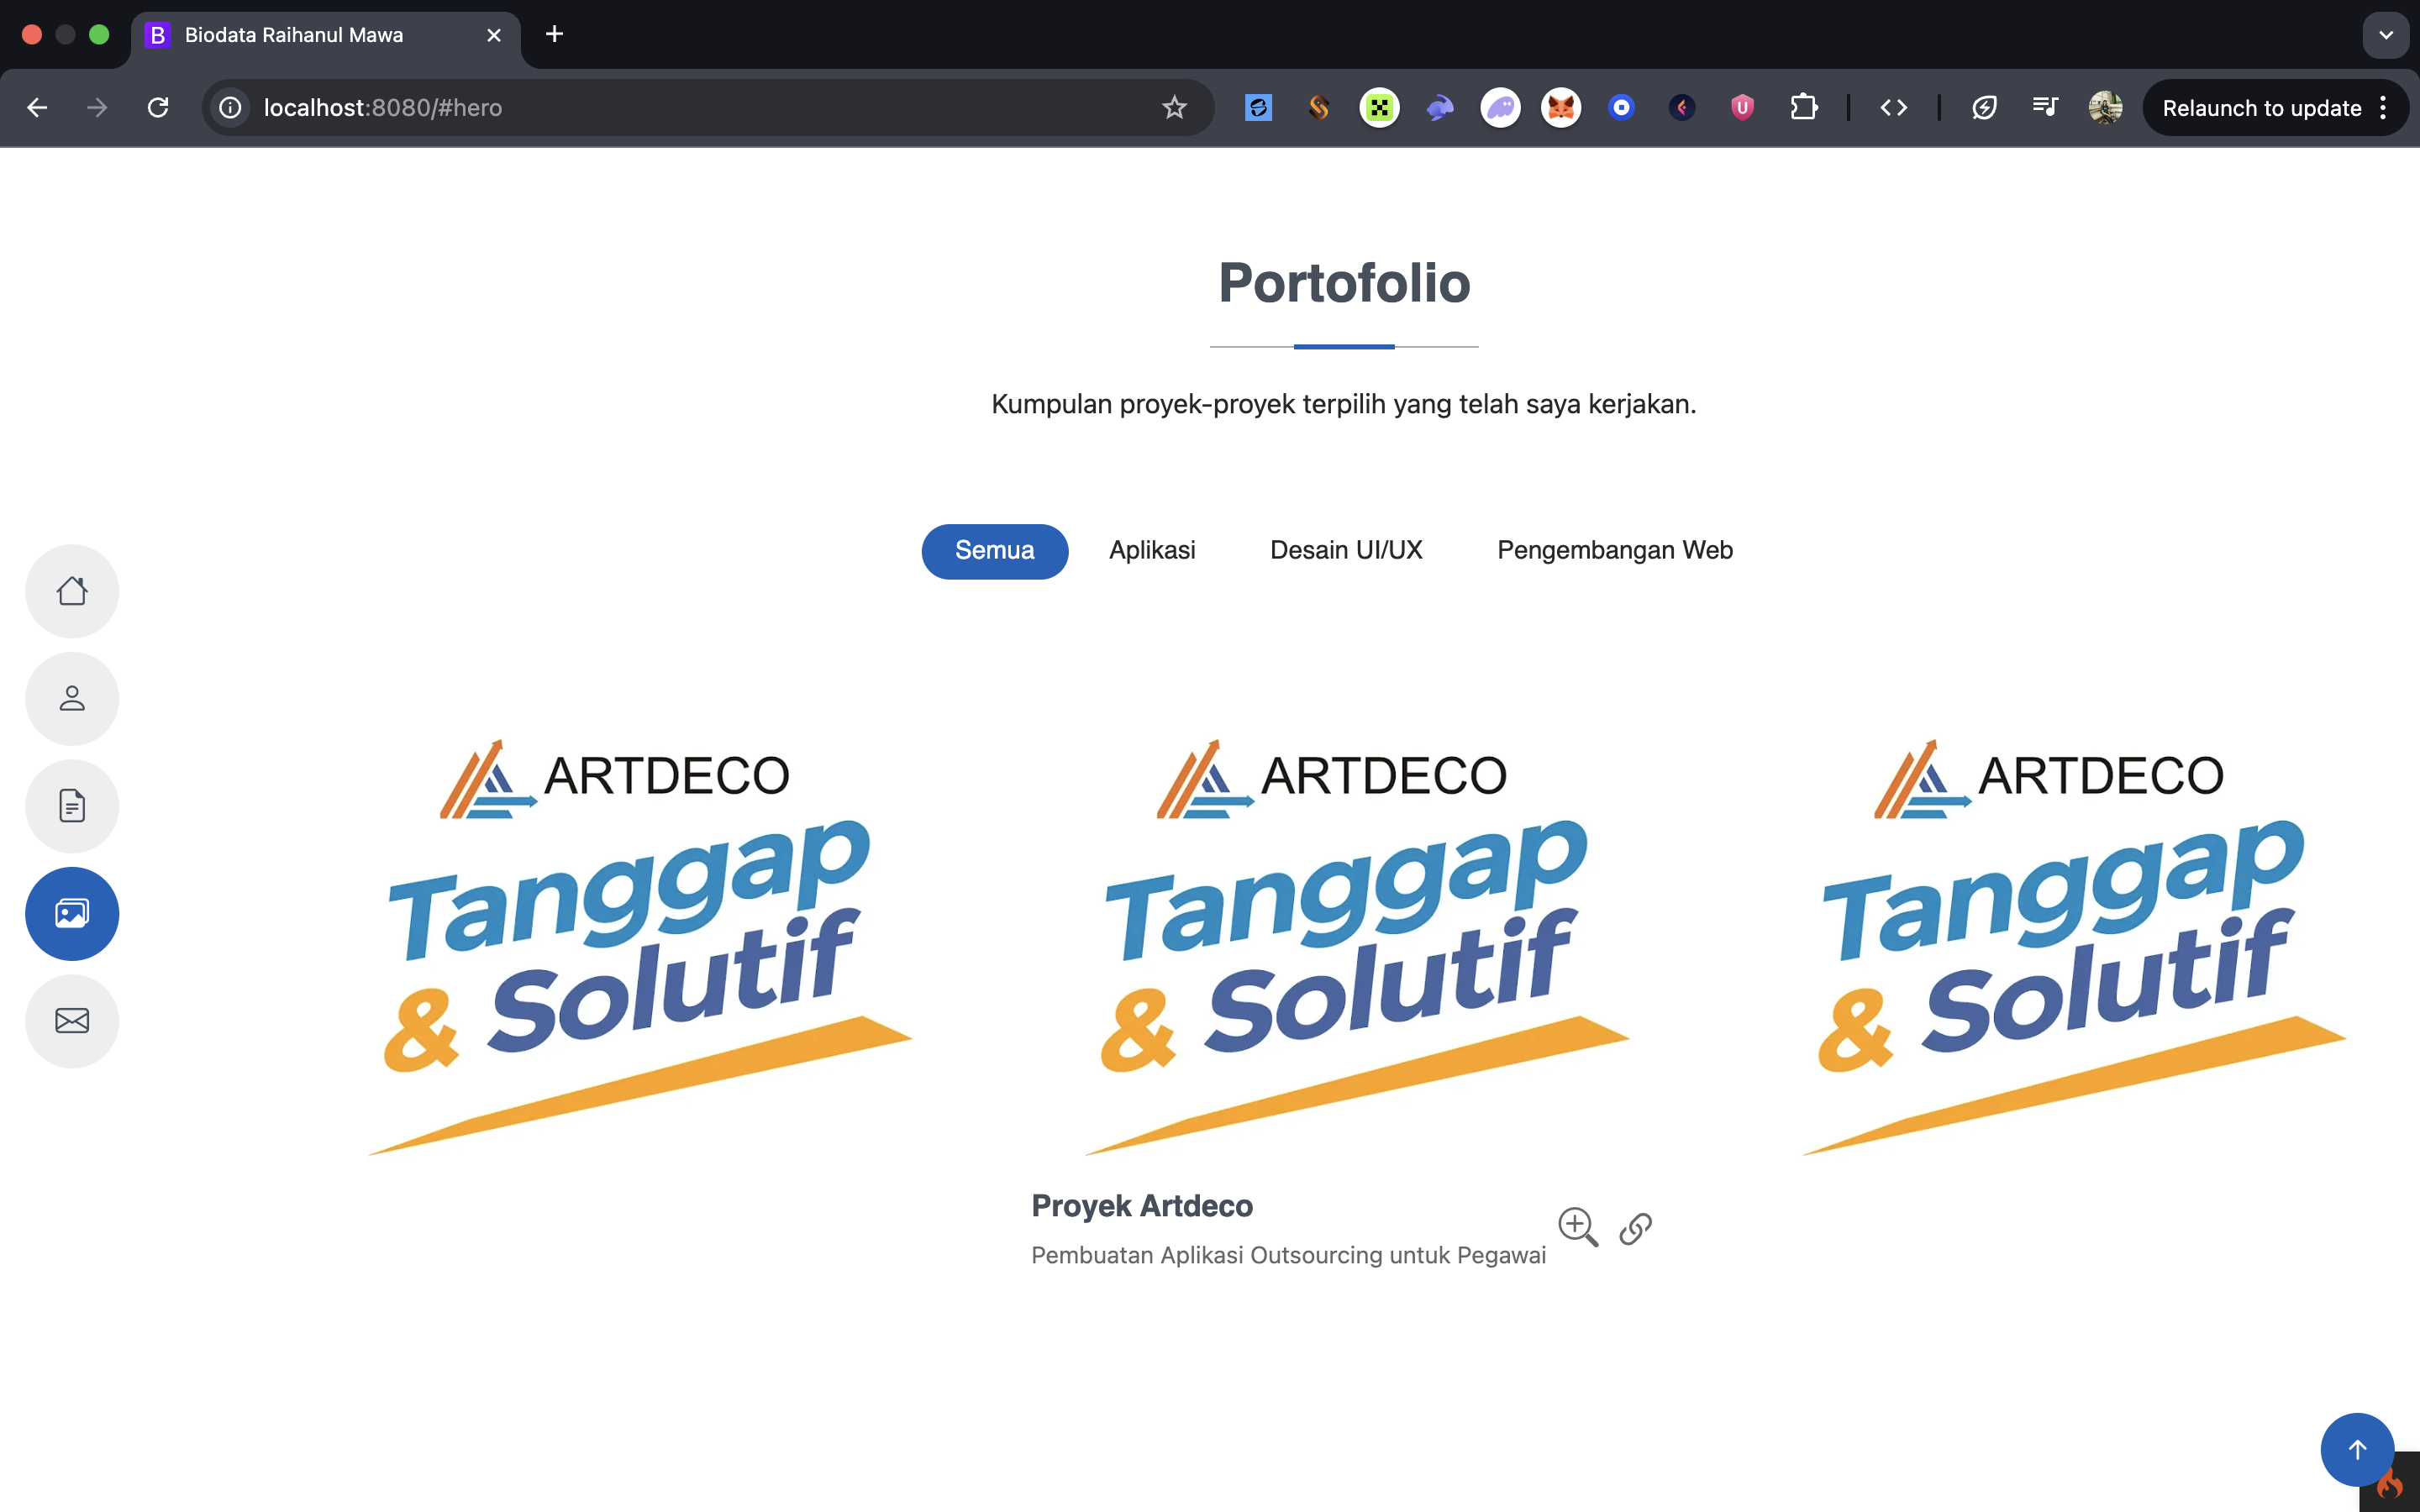 Biodata Raihanul Mawa
localhost:8080/#hero
Relaunch to update
Portofolio
Kumpulan proyek-proyek terpilih yang telah saya kerjakan.
Semua
Aplikasi
Desain UI/UX
Pengembangan Web
ARTDECO
Tanggap
& Solutif
ARTDECO
Tanggap
& Solutif
ARTDECO
Tanggap
& Solutif
Proyek Artdeco
Pembuatan Aplikasi Outsourcing untuk Pegawai